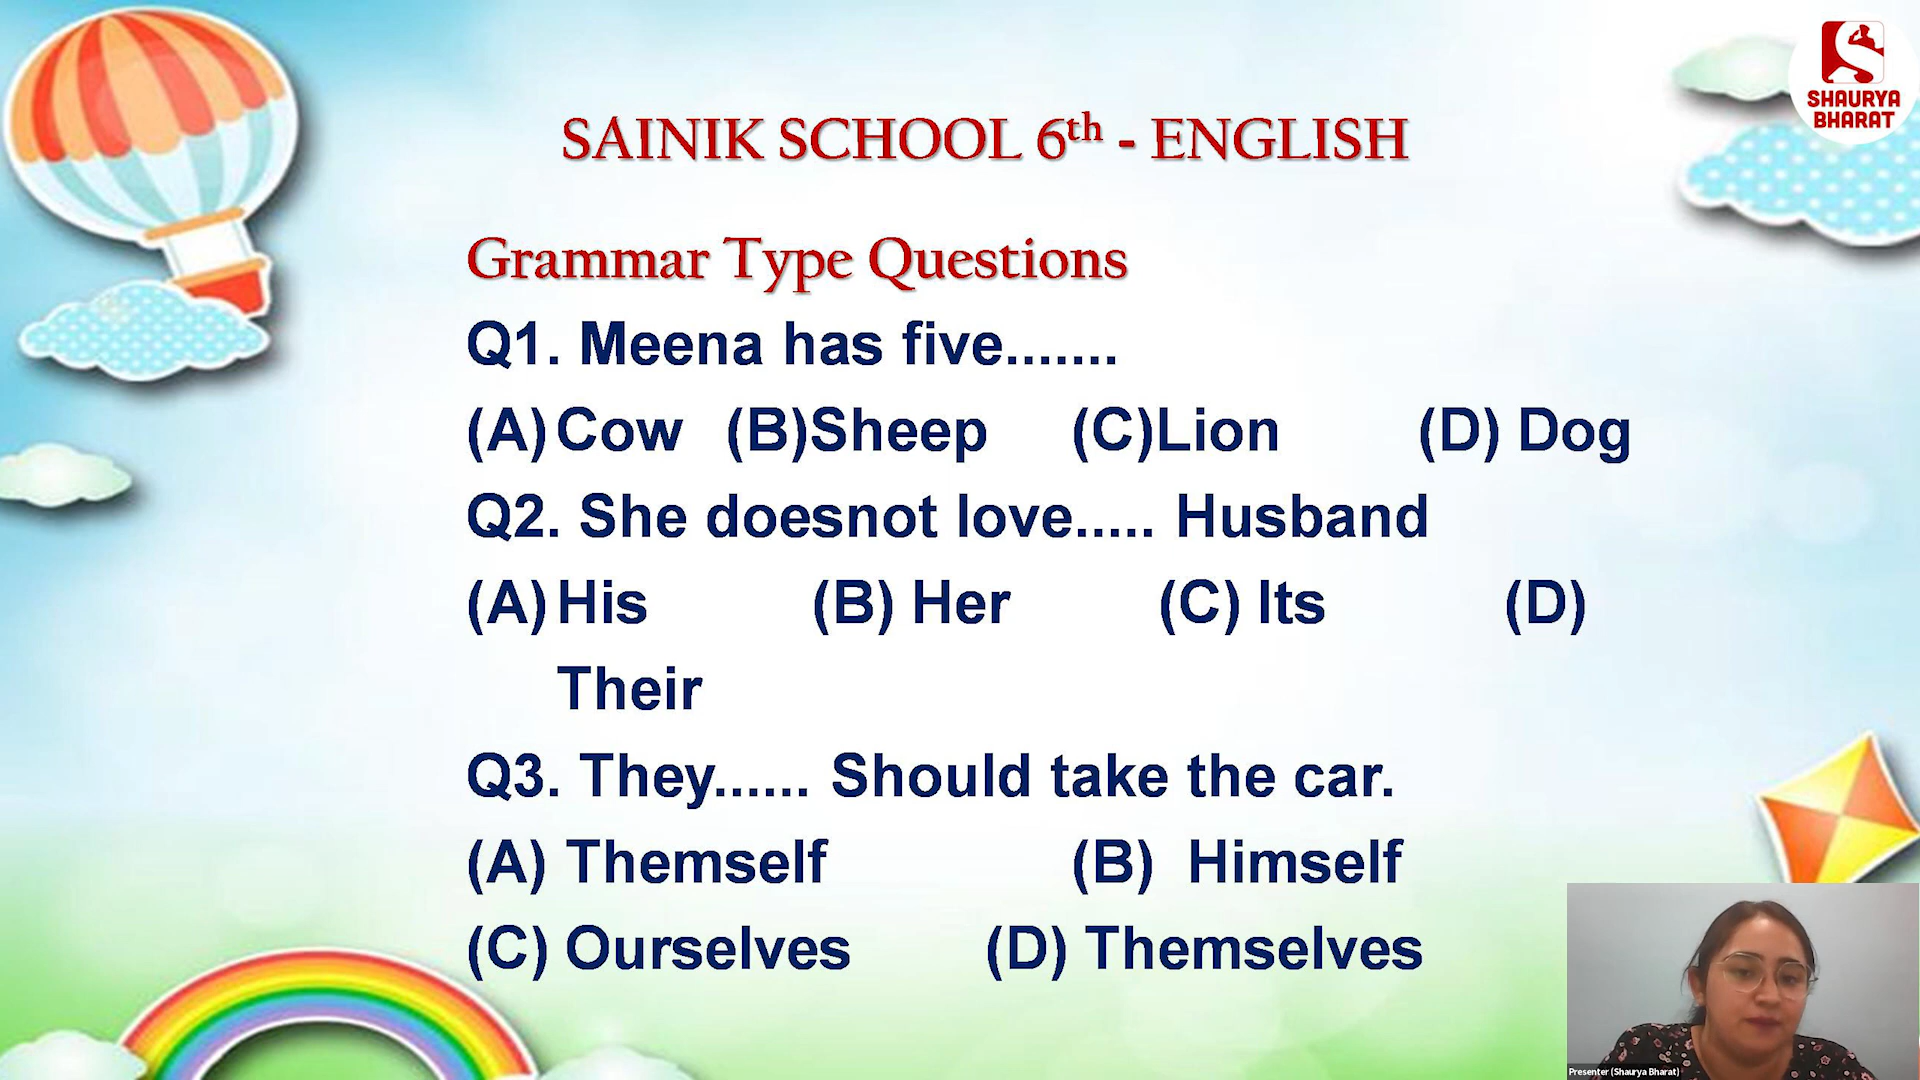 SHAURYA
BHARAT
SAINIK SCHOOL 6th - ENGLISH
Grammar Type Questions
Q1. Meena has five.......
(A) Cow (B)Sheep (C)Lion (D) Dog
Q2. She doesnot love..... Husband
(A) His (B) Her (C) Its (D)
Their
Q3. They...... Should take the car.
(A) Themself (B) Himself
(C) Ourselves (D) Themselves
Presenter (Shaurya Bharat)